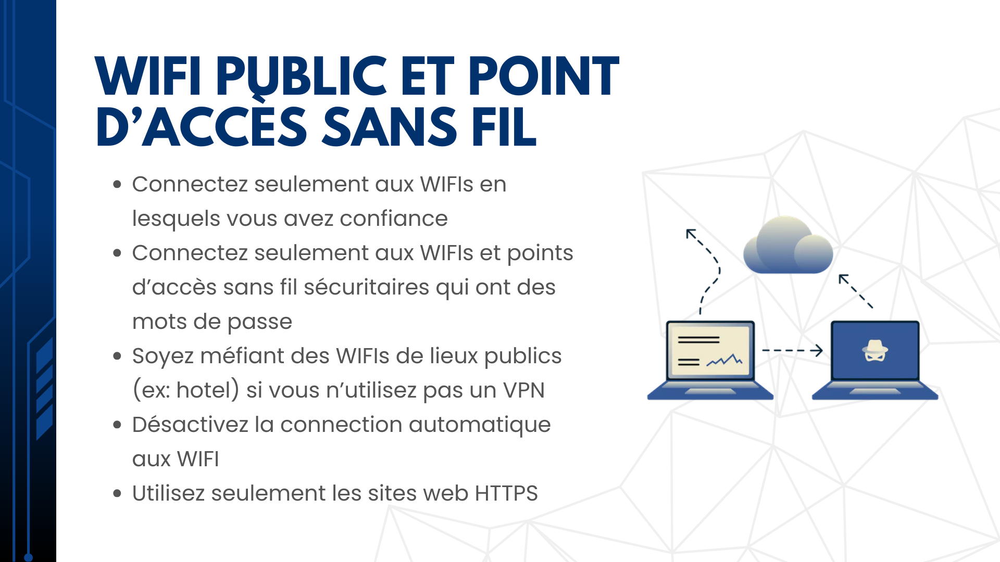 WIFI PUBLIC ET POINT
D’ACCÈS SANS FIL
• Connectez seulement aux WIFIs en
lesquels vous avez confiance
• Connectez seulement aux WIFIs et points
d’accès sans fil sécuritaires qui ont des
mots de passe
• Soyez méfiant des WIFIs de lieux publics
(ex: hotel) si vous n’utilisez pas un VPN
• Désactivez la connection automatique
aux WIFI
• Utilisez seulement les sites web HTTPS